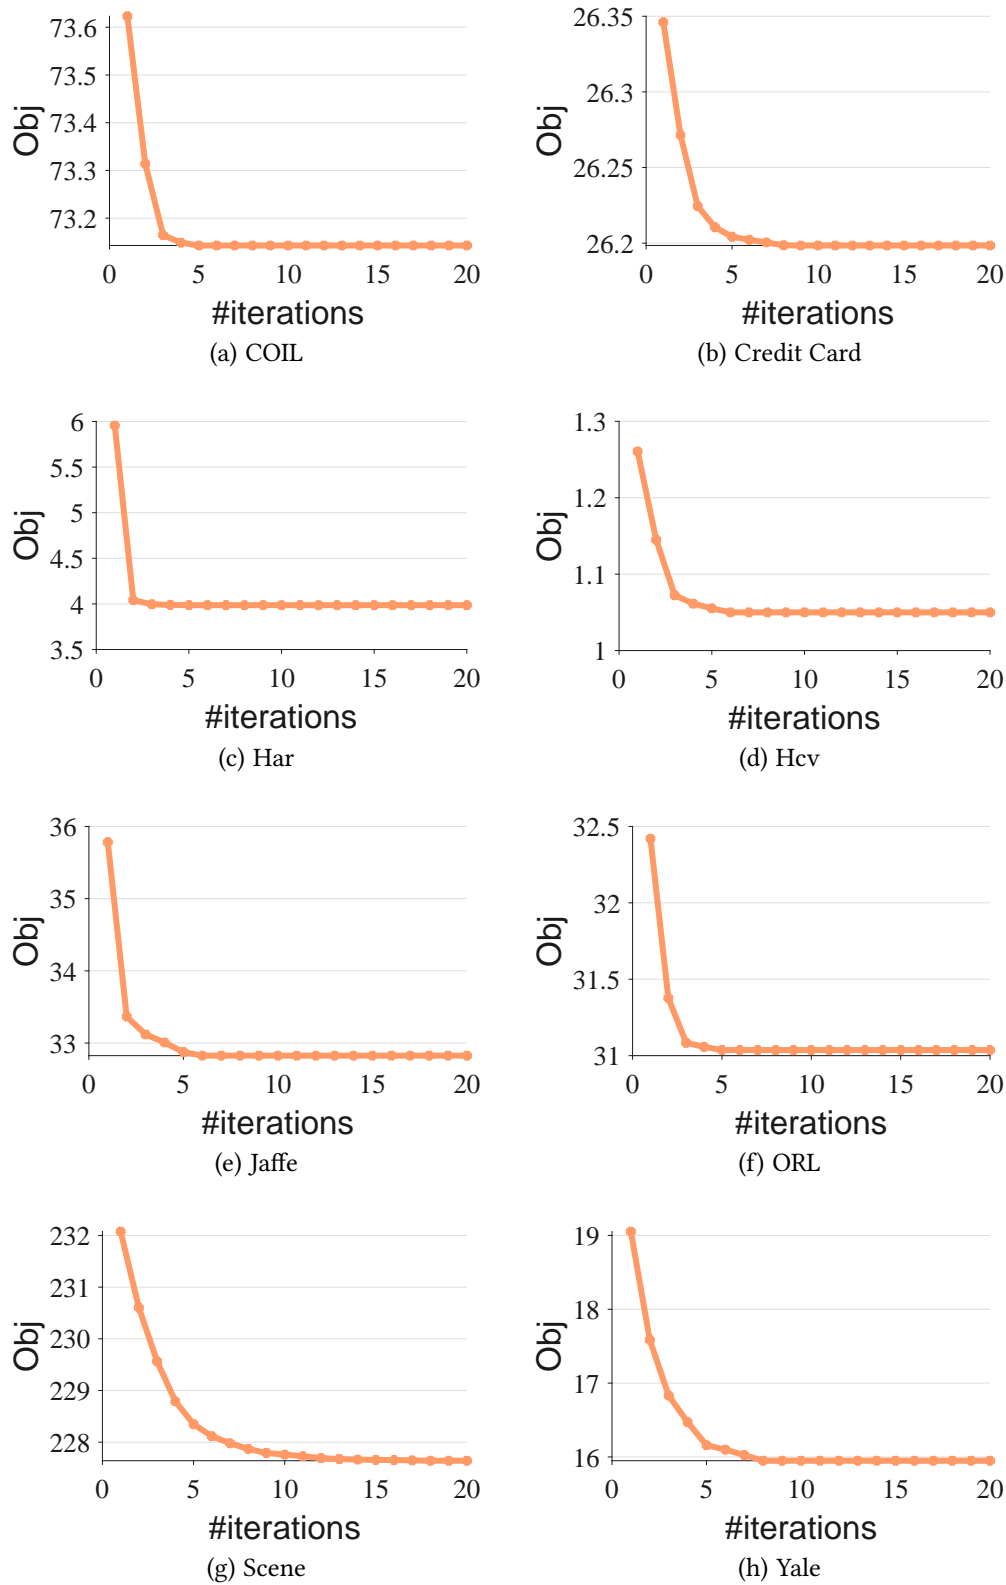 73.6
73.5
73.4
73.3
73.2
Obj
0 5 10 15 20
#iterations
(a) COIL
26.35
26.3
26.25
26.2
Obj
0 5 10 15 20
#iterations
(b) Credit Card
6
5.5
5
4.5
4
3.5
Obj
0 5 10 15 20
#iterations
(c) Har
1.3
1.2
1.1
1
Obj
0 5 10 15 20
#iterations
(d) Hcv
36
35
34
33
Obj
0 5 10 15 20
#iterations
(e) Jaffe
32.5
32
31.5
31
Obj
0 5 10 15 20
#iterations
(f) ORL
232
231
230
229
228
Obj
0 5 10 15 20
#iterations
(g) Scene
19
18
17
16
Obj
0 5 10 15 20
#iterations
(h) Yale